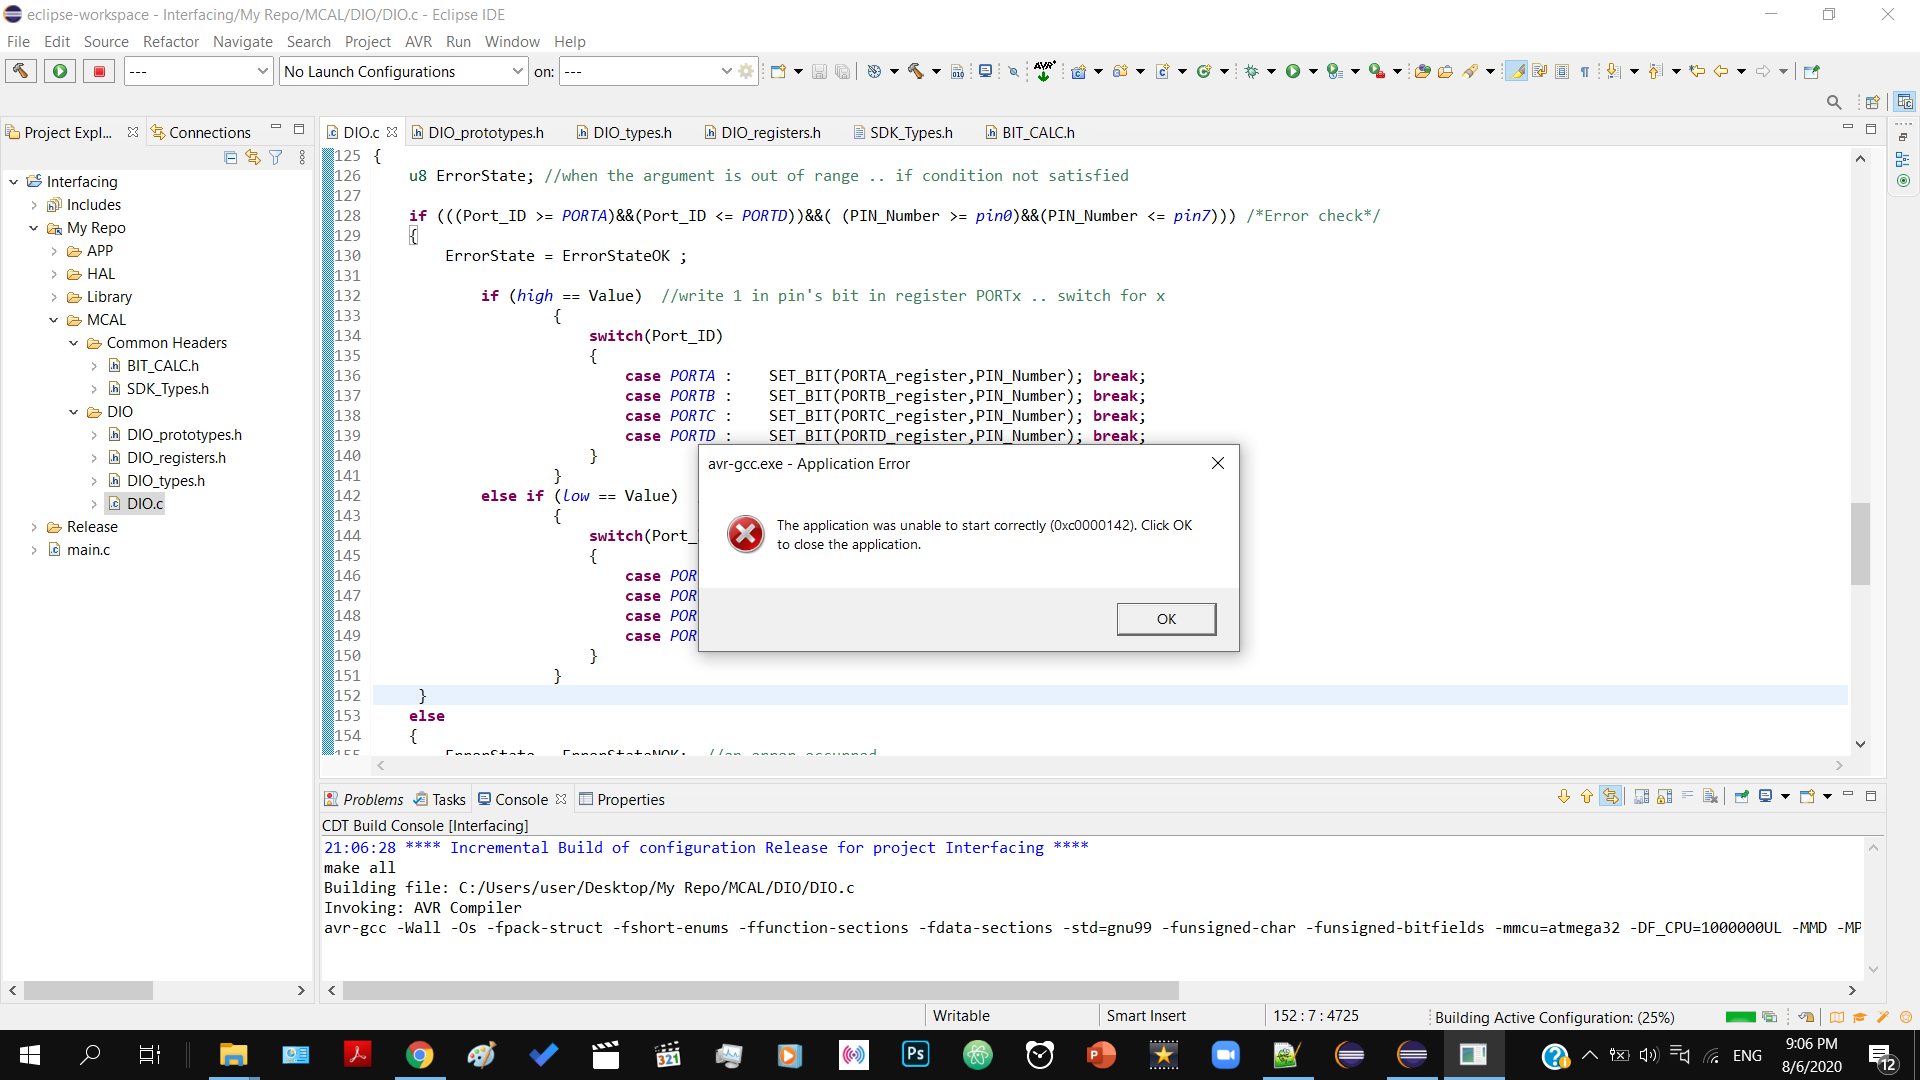 eclipse-workspace - Interfacing/My Repo/MCAL/DIO/DIO.c - Eclipse IDE
File Edit Source Refactor Navigate Search Project AVR Run Window Help
--- No Launch Configurations on: ---
Project Expl... Connections
Interfacing
Includes
My Repo
APP
HAL
Library
MCAL
Common Headers
BIT_CALC.h
SDK_Types.h
DIO
DIO_prototypes.h
DIO_registers.h
DIO_types.h
DIO.c
Release
main.c
DIO.c DIO_prototypes.h DIO_types.h DIO_registers.h SDK_Types.h BIT_CALC.h
125 {
126 u8 ErrorState; //when the argument is out of range .. if condition not satisfied
127
128 if (((Port_ID >= PORTA)&&(Port_ID <= PORTD))&&( (PIN_Number >= pin0)&&(PIN_Number <= pin7))) /*Error check*/
129 {
130 ErrorState = ErrorStateOK ;
131
132 if (high == Value) //write 1 in pin's bit in register PORTx .. switch for x
133 {
134 switch(Port_ID)
135 {
136 case PORTA : SET_BIT(PORTA_register,PIN_Number); break;
137 case PORTB : SET_BIT(PORTB_register,PIN_Number); break;
138 case PORTC : SET_BIT(PORTC_register,PIN_Number); break;
139 case PORTD : SET_BIT(PORTD_register,PIN_Number); break;
140 }
141 }
142 else if (low == Value)
143 {
144 switch(Port_
145 {
146 case POR
147 case POR
148 case POR
149 case POR
150 }
151 }
152 }
153 else
154 {
155 ErrorState = ErrorStateNOK; //an error occurred
avr-gcc.exe - Application Error
The application was unable to start correctly (0xc0000142). Click OK
to close the application.
OK
Problems Tasks Console Properties
CDT Build Console [Interfacing]
21:06:28 **** Incremental Build of configuration Release for project Interfacing ****
make all
Building file: C:/Users/user/Desktop/My Repo/MCAL/DIO/DIO.c
Invoking: AVR Compiler
avr-gcc -Wall -Os -fpack-struct -fshort-enums -ffunction-sections -fdata-sections -std=gnu99 -funsigned-char -funsigned-bitfields -mmcu=atmega32 -DF_CPU=1000000UL -MMD -MP
Writable Smart Insert 152 : 7 : 4725 Building Active Configuration: (25%)
ENG 9:06 PM
8/6/2020
12